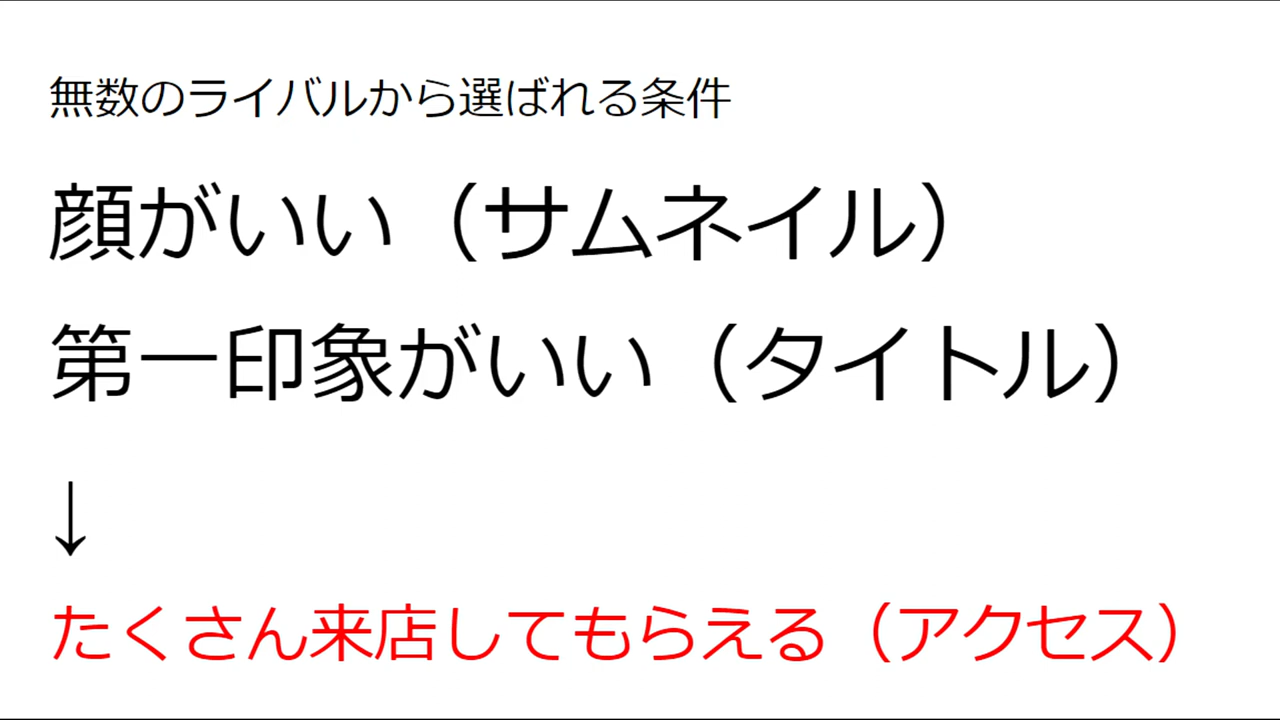 無数のライバルから選ばれる条件
顔がいい（サムネイル）
第一印象がいい（タイトル）
↓
たくさん来店してもらえる（アクセス）